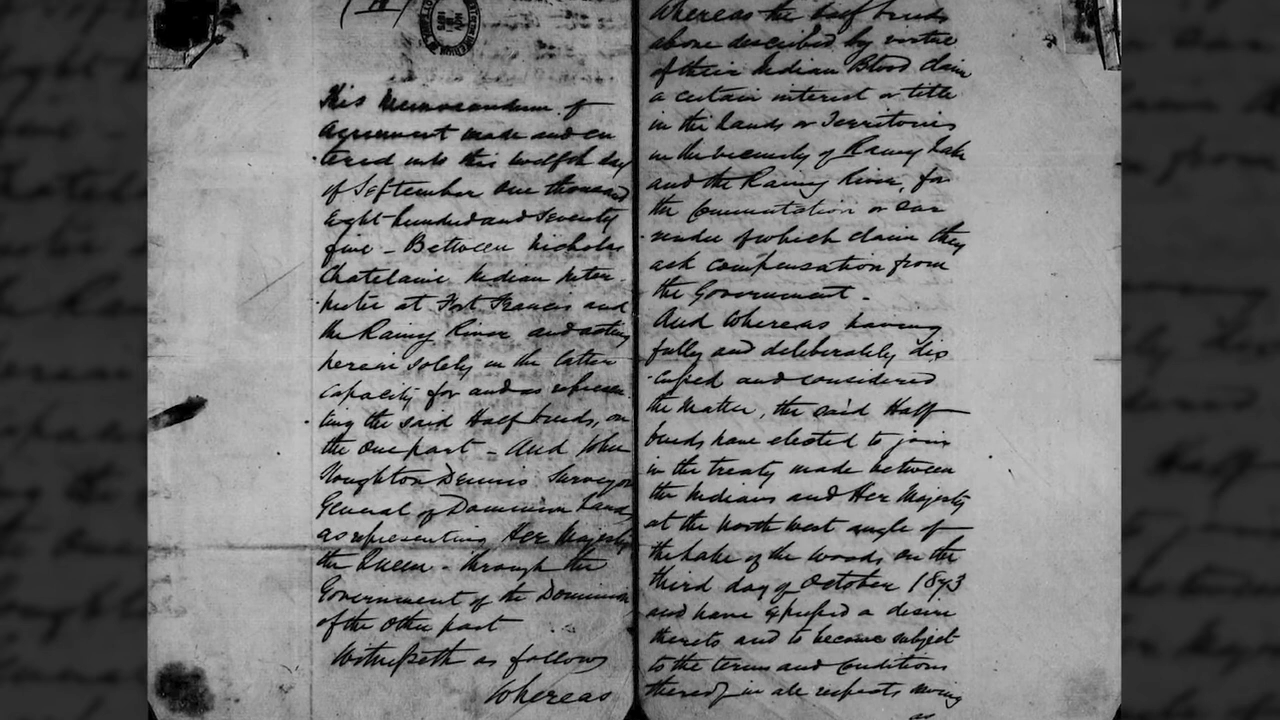 This Memorandum of
Agreement made and en
tered into this twelfth day
of September one thousand
Eight hundred and Seventy
five - Between Nicholas
Chatelaine Indian Inter-
preter at Fort Francis and
the Rainy River and acting
herein solely in the latter
capacity for and as represen-
ting the said Half breeds, on
the One part - And John
Stoughton Dennis Surveyor
General of Dominion Lands
as representing Her Majesty
the Queen - through the
Government of the Dominion
of the Other part
Witnesseth as follows
Whereas
Whereas the half breeds
above described by virtue
of their Indian Blood claim
a certain interest or title
in the lands or Territories
in the vicinity of Rainy Lake
and the Rainy River, for
the Commutation or sur
render of which claim they
ask compensation from
the Government -
And Whereas having
fully and deliberately dis
cussed and considered
the Matter, the said Half
breeds have elected to join
in the treaty made between
the Indians and Her Majesty
at the North West angle of
the Lake of the Woods, on the
third day of October 1873
and have expressed a desire
thereto and to become subject
to the terms and conditions
thereof in all respects saving
as